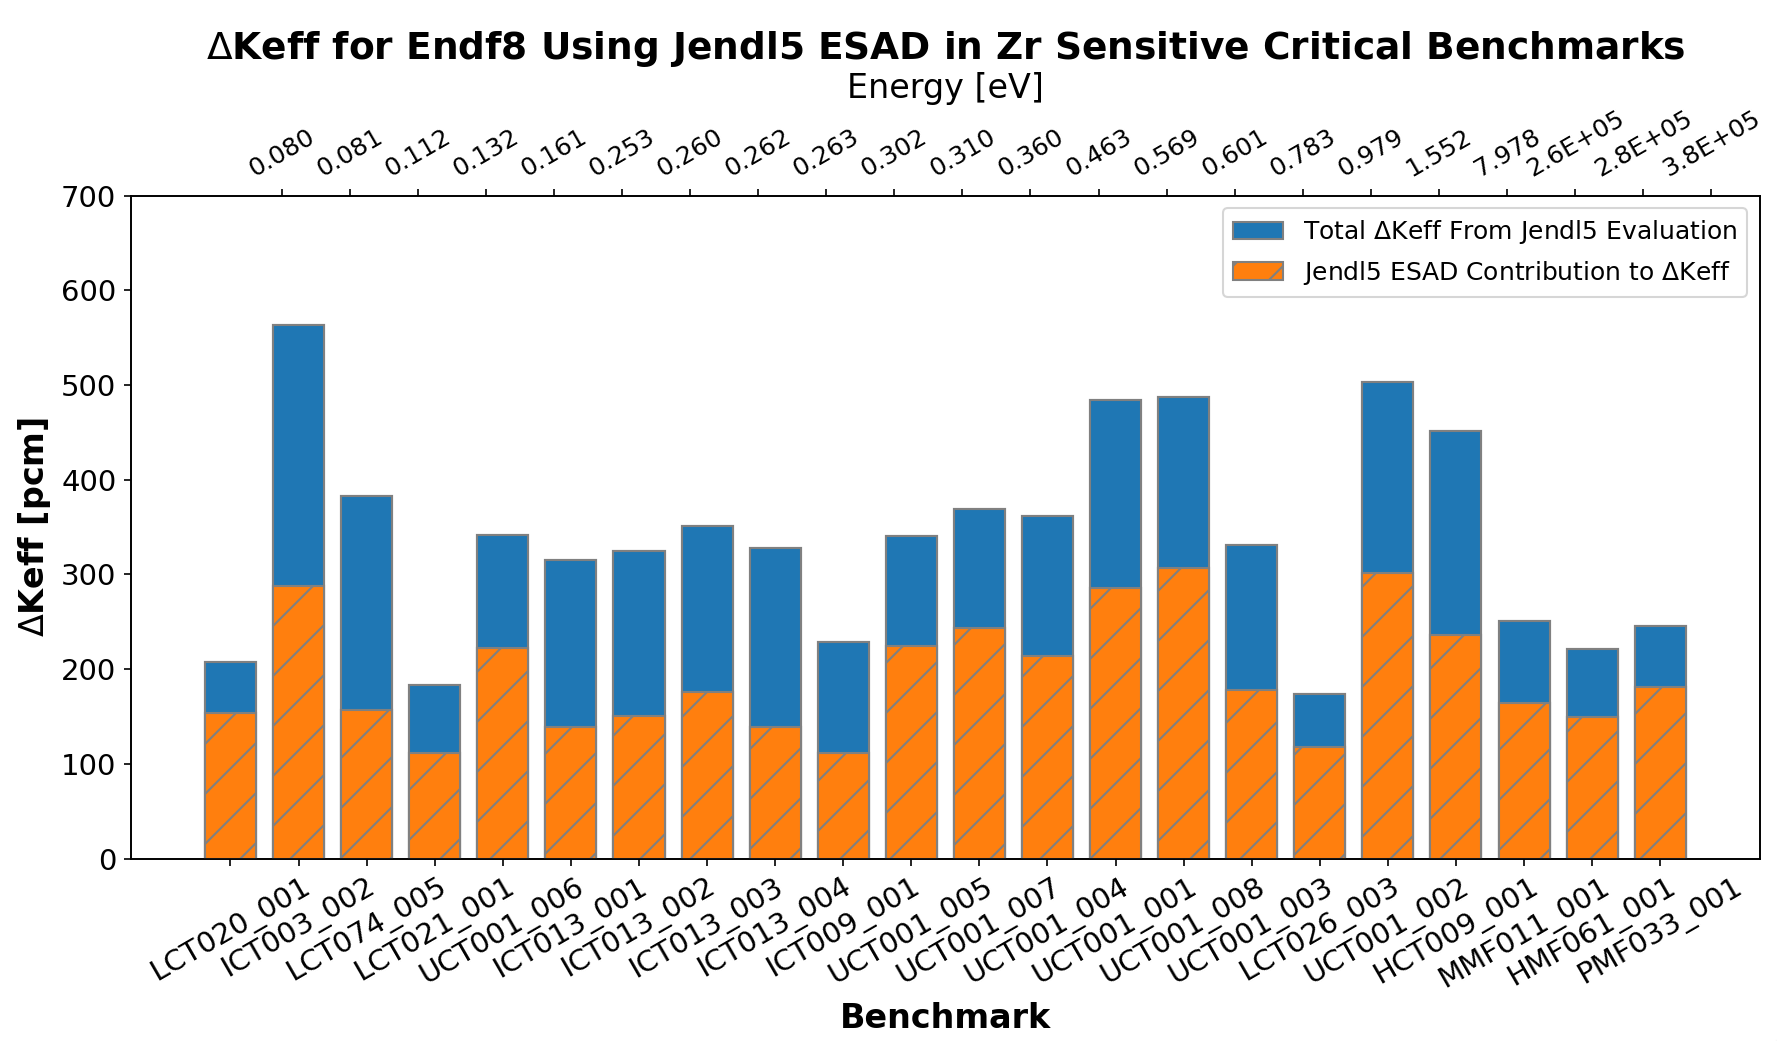 ΔKeff for Endf8 Using Jendl5 ESAD in Zr Sensitive Critical Benchmarks
Energy [eV]
0.080 0.081 0.112 0.132 0.161 0.253 0.260 0.262 0.263 0.302 0.310 0.360 0.463 0.569 0.601 0.783 0.979 1.552 7.978 2.6E+05 2.8E+05 3.8E+05
Total ΔKeff From Jendl5 Evaluation
Jendl5 ESAD Contribution to ΔKeff
700
600
500
400
300
200
100
0
ΔKeff [pcm]
LCT020_001 ICT003_002 LCT074_005 LCT021_001 UCT001_006 ICT013_001 ICT013_002 ICT013_003 ICT013_004 ICT009_001 UCT001_005 UCT001_007 UCT001_004 UCT001_001 UCT001_008 UCT001_003 LCT026_003 UCT001_002 HCT009_001 MMF011_001 HMF061_001 PMF033_001
Benchmark